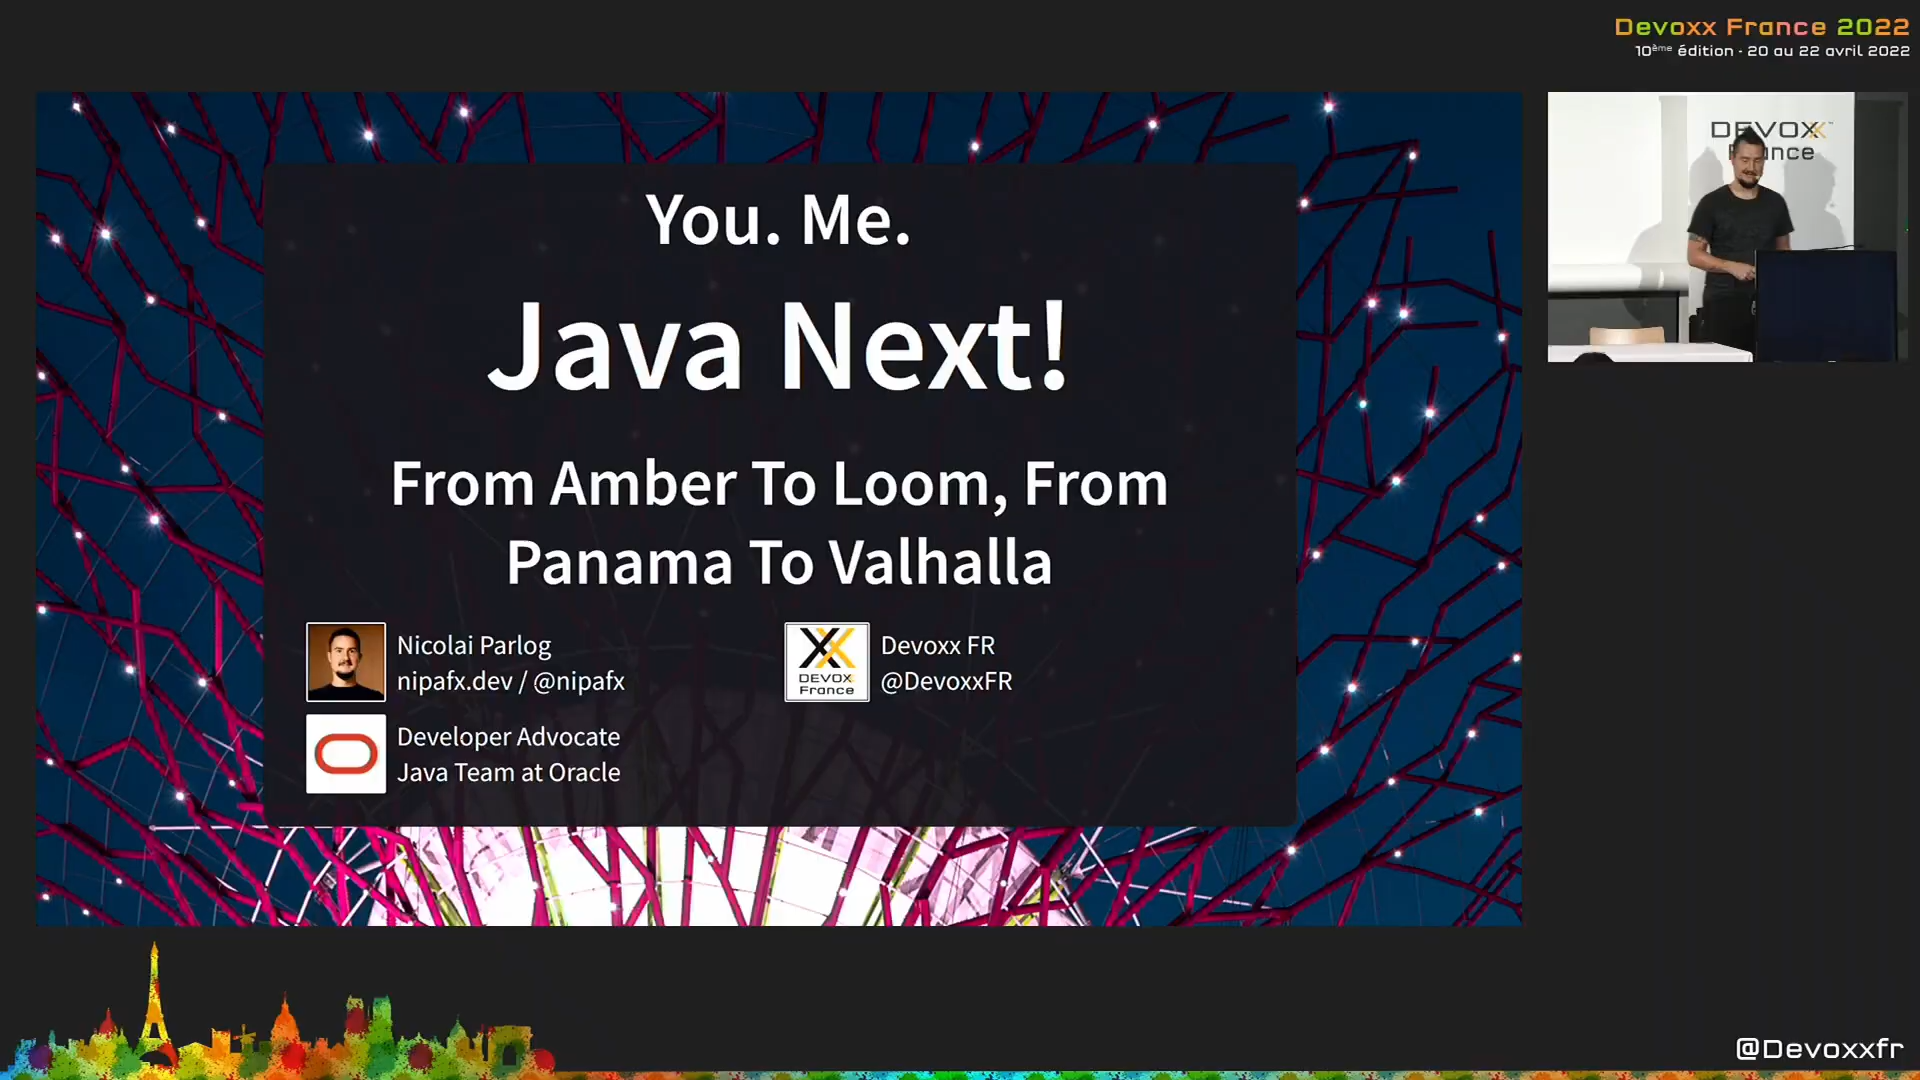 Devoxx France 2022
10ème édition · 20 au 22 avril 2022
You. Me.
Java Next!
From Amber To Loom, From
Panama To Valhalla
Nicolai Parlog
nipafx.dev / @nipafx
Developer Advocate
Java Team at Oracle
DEVOXX
France
Devoxx FR
@DevoxxFR
DEVOXX
France
@Devoxxfr